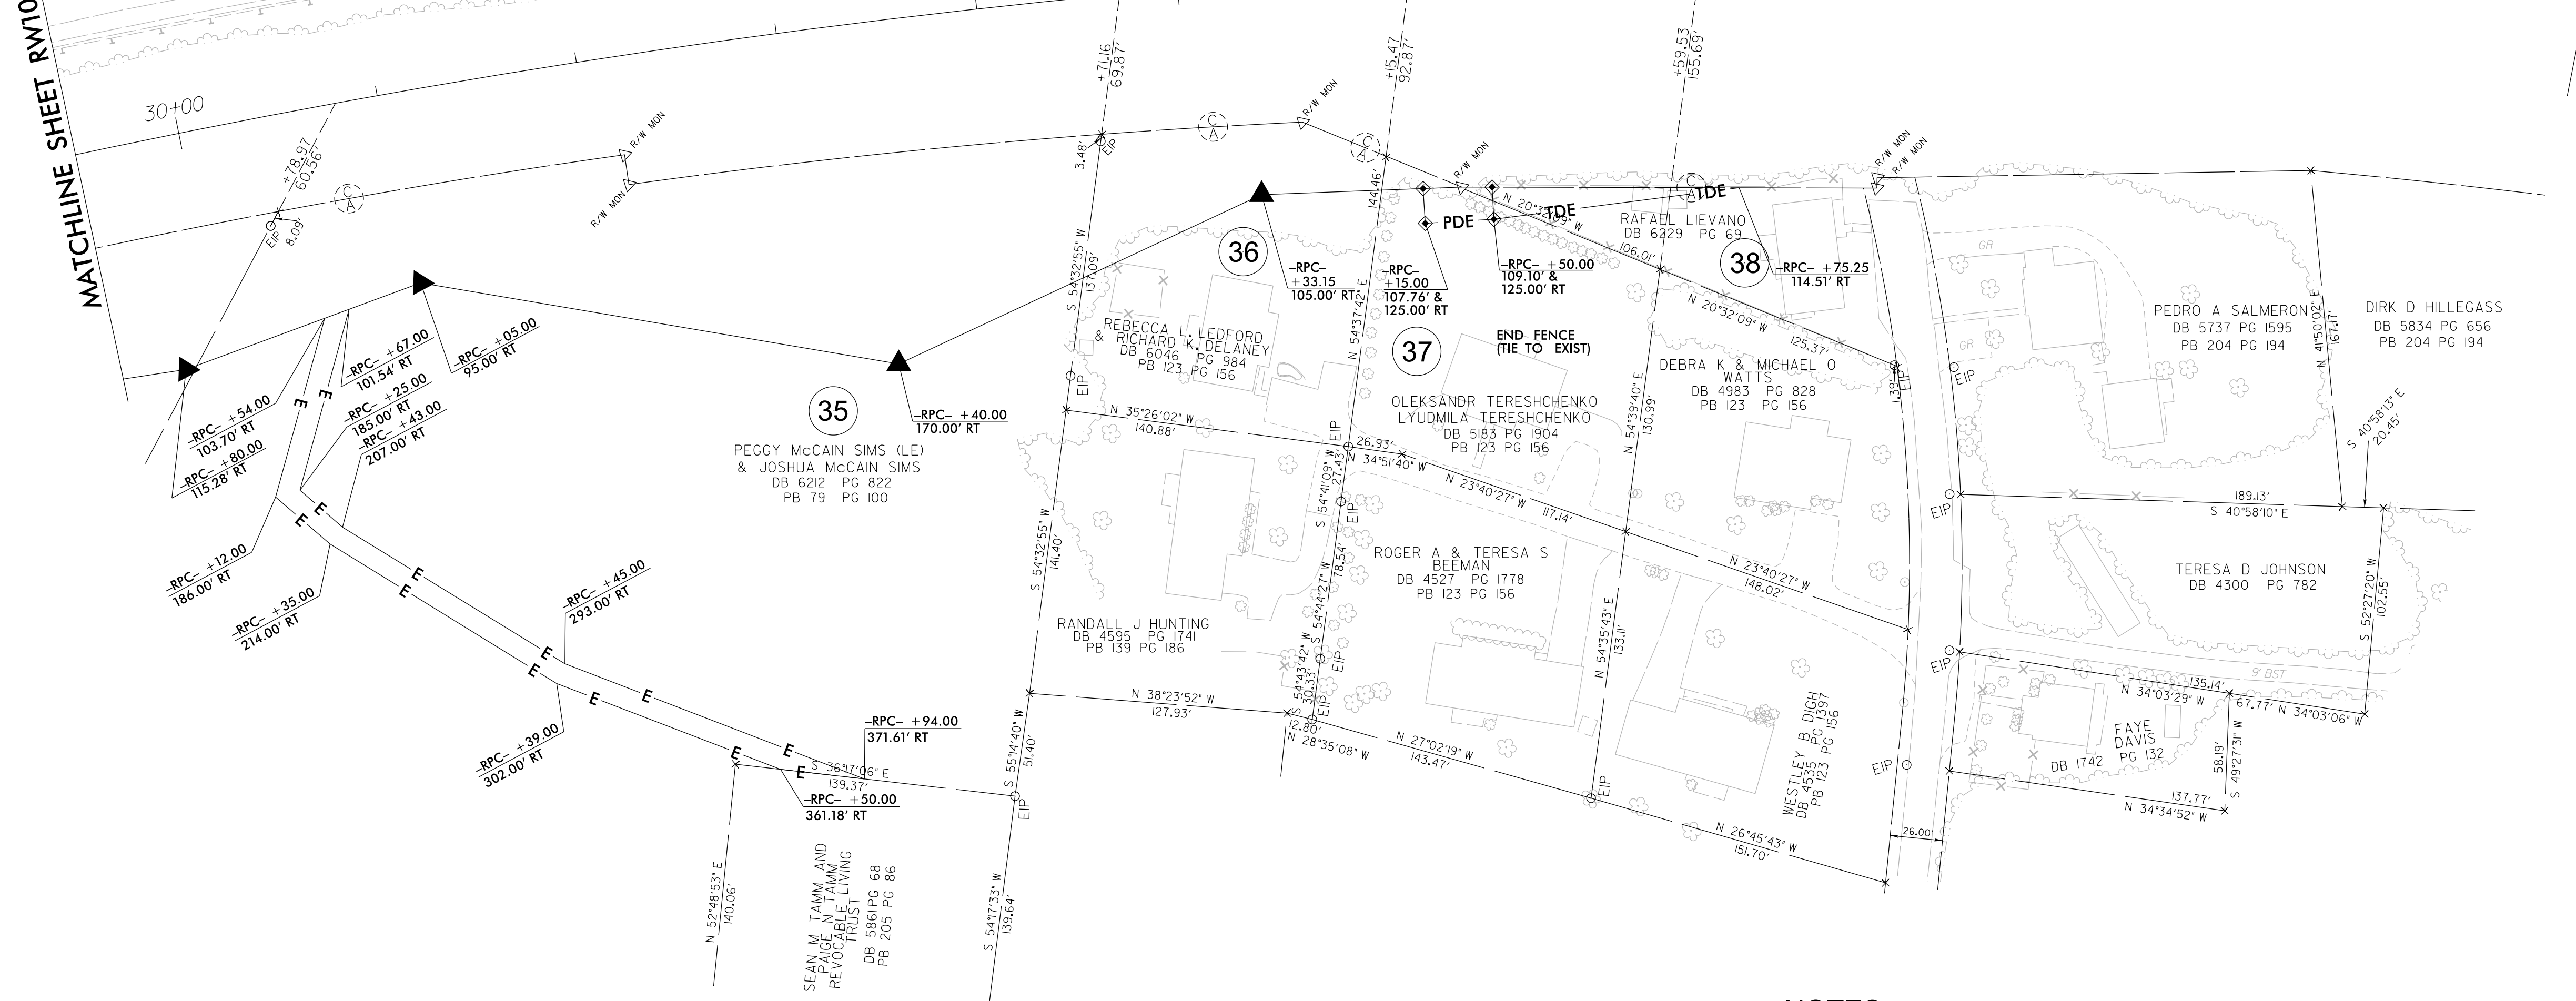 MATCHLINE SHEET RW10
30+00
+78.97
60.56'
EIP
8.09'
C
A
R/W MON
R/W MON
+71.16
69.87'
3.48'
EIP
C
A
R/W MON
C
A
+15.47
92.87'
144.46'
R/W MON
+59.53
155.69'
C
A
TDE
TDE
PDE
R/W MON
R/W MON
-RPC- +54.00
103.70' RT
-RPC- +80.00
115.28' RT
-RPC- +67.00
101.54' RT
-RPC- +25.00
185.00' RT
-RPC- +43.00
207.00' RT
-RPC- +05.00
95.00' RT
-RPC- +12.00
186.00' RT
-RPC- +35.00
214.00' RT
-RPC- +45.00
293.00' RT
-RPC- +39.00
302.00' RT
-RPC- +94.00
371.61' RT
-RPC- +50.00
361.18' RT
E
E
E
E
E
E
E
E
E
E
E
E
E
35
PEGGY McCAIN SIMS (LE)
& JOSHUA McCAIN SIMS
DB 6212 PG 822
PB 79 PG 100
-RPC- +40.00
170.00' RT
S 36°17'06" E
139.37'
N 52°48'53" E
140.06'
SEAN M TAMM AND
PAIGE N TAMM
REVOCABLE LIVING
TRUST
DB 5861 PG 68
PB 205 PG 86
S 54°17'33" W
139.64'
S 55°14'40" W
51.40'
EIP
S 54°32'55" W
141.40'
S 54°32'55" W
137.09'
EIP
36
REBECCA L. LEDFORD
& RICHARD K. DELANEY
DB 6046 PG 984
PB 123 PG 156
-RPC-
+33.15
105.00' RT
N 35°26'02" W
140.88'
RANDALL J HUNTING
DB 4595 PG 1741
PB 139 PG 186
N 38°23'52" W
127.93'
12.80'
N 28°35'08" W
N 54°37'42" E
EIP
S 54°41'09" W
27.43'
EIP
S 54°44'27" W
78.54'
EIP
S 54°43'42" W
30.33'
EIP
-RPC-
+15.00
107.76' &
125.00' RT
-RPC- +50.00
109.10' &
125.00' RT
37
END FENCE
(TIE TO EXIST)
OLEKSANDR TERESHCHENKO
LYUDMILA TERESHCHENKO
DB 5183 PG 1904
PB 123 PG 156
26.93'
N 34°51'40" W
N 23°40'27" W
117.14'
ROGER A & TERESA S
BEEMAN
DB 4527 PG 1778
PB 123 PG 156
N 27°02'19" W
143.47'
EIP
N 20°32'09" W
106.01'
RAFAEL LIEVANO
DB 6229 PG 69
38
-RPC- +75.25
114.51' RT
N 20°32'09" W
125.37'
1.39'
EIP
N 54°39'40" E
130.99'
DEBRA K & MICHAEL O
WATTS
DB 4983 PG 828
PB 123 PG 156
N 23°40'27" W
148.02'
N 54°35'43" E
133.11'
WESTLEY B DIGH
DB 4535 PG 1397
PB 123 PG 156
N 26°45'43" W
151.70'
26.00'
EIP
EIP
EIP
EIP
GR
GR
PEDRO A SALMERON
DB 5737 PG 1595
PB 204 PG 194
N 41°50'02" E
167.17'
DIRK D HILLEGASS
DB 5834 PG 656
PB 204 PG 194
S 40°58'13" E
20.45'
189.13'
S 40°58'10" E
TERESA D JOHNSON
DB 4300 PG 782
S 52°27'20" W
102.55'
9' BST
135.14'
N 34°03'29" W
67.77' N 34°03'06" W
FAYE
DAVIS
DB 1742 PG 132
58.19'
S 49°27'31" W
137.77'
N 34°34'52" W